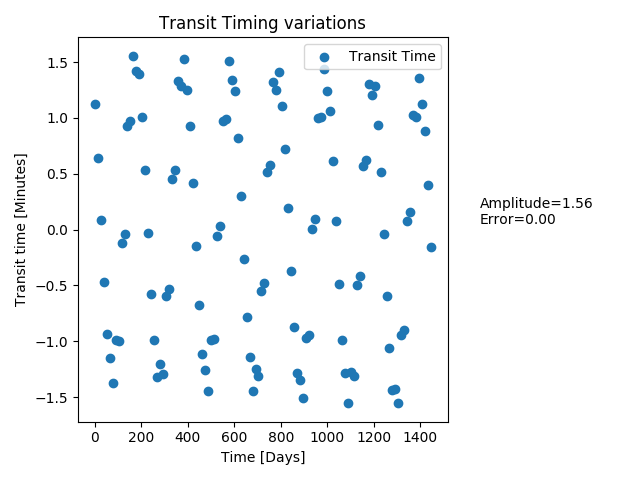 Transit Timing variations
Transit Time
1.5
1.0
0.5
0.0
−0.5
−1.0
−1.5
Transit time [Minutes]
Amplitude=1.56
Error=0.00
0 200 400 600 800 1000 1200 1400
Time [Days]